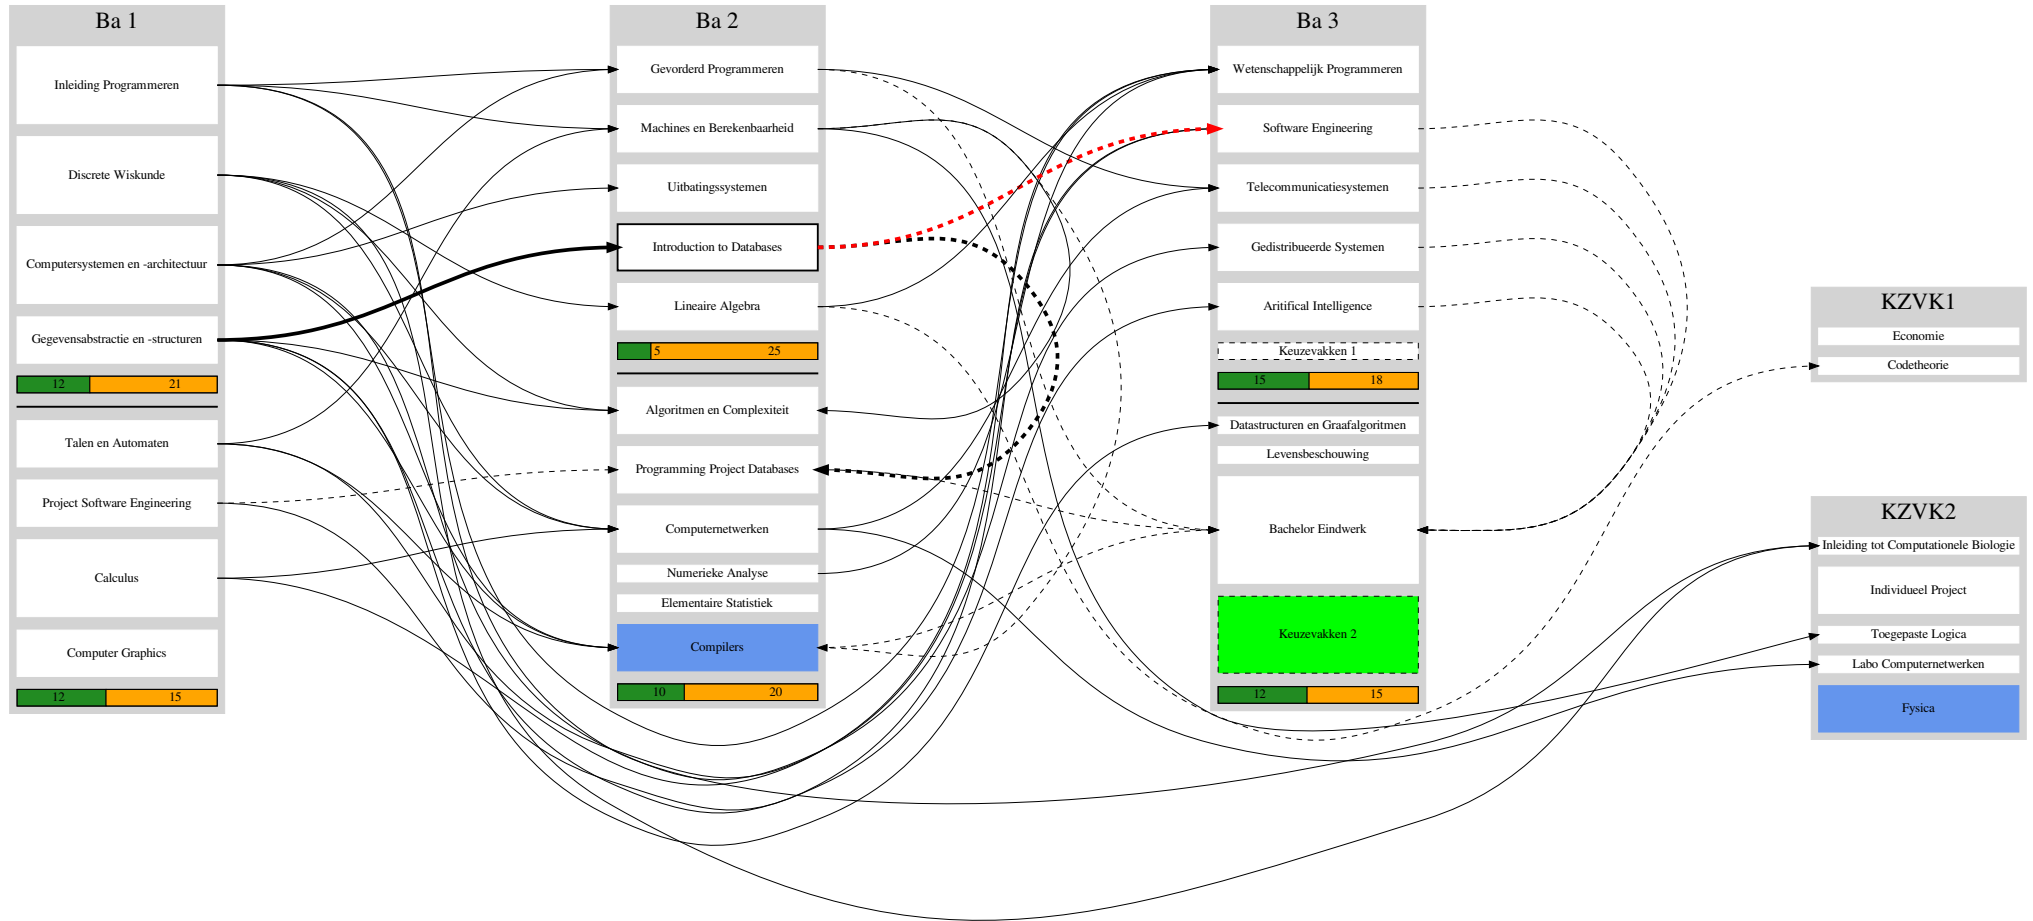 Ba 1
Inleiding Programmeren
Discrete Wiskunde
Computersystemen en -architectuur
Gegevensabstractie en -structuren
12 21
Talen en Automaten
Project Software Engineering
Calculus
Computer Graphics
12 15
Ba 2
Gevorderd Programmeren
Machines en Berekenbaarheid
Uitbatingssystemen
Introduction to Databases
Lineaire Algebra
5 25
Algoritmen en Complexiteit
Programming Project Databases
Computernetwerken
Numerieke Analyse
Elementaire Statistiek
Compilers
10 20
Ba 3
Wetenschappelijk Programmeren
Software Engineering
Telecommunicatiesystemen
Gedistribueerde Systemen
Aritifical Intelligence
Keuzevakken 1
15 18
Datastructuren en Graafalgoritmen
Levensbeschouwing
Bachelor Eindwerk
Keuzevakken 2
12 15
KZVK1
Economie
Codetheorie
KZVK2
Inleiding tot Computationele Biologie
Individueel Project
Toegepaste Logica
Labo Computernetwerken
Fysica